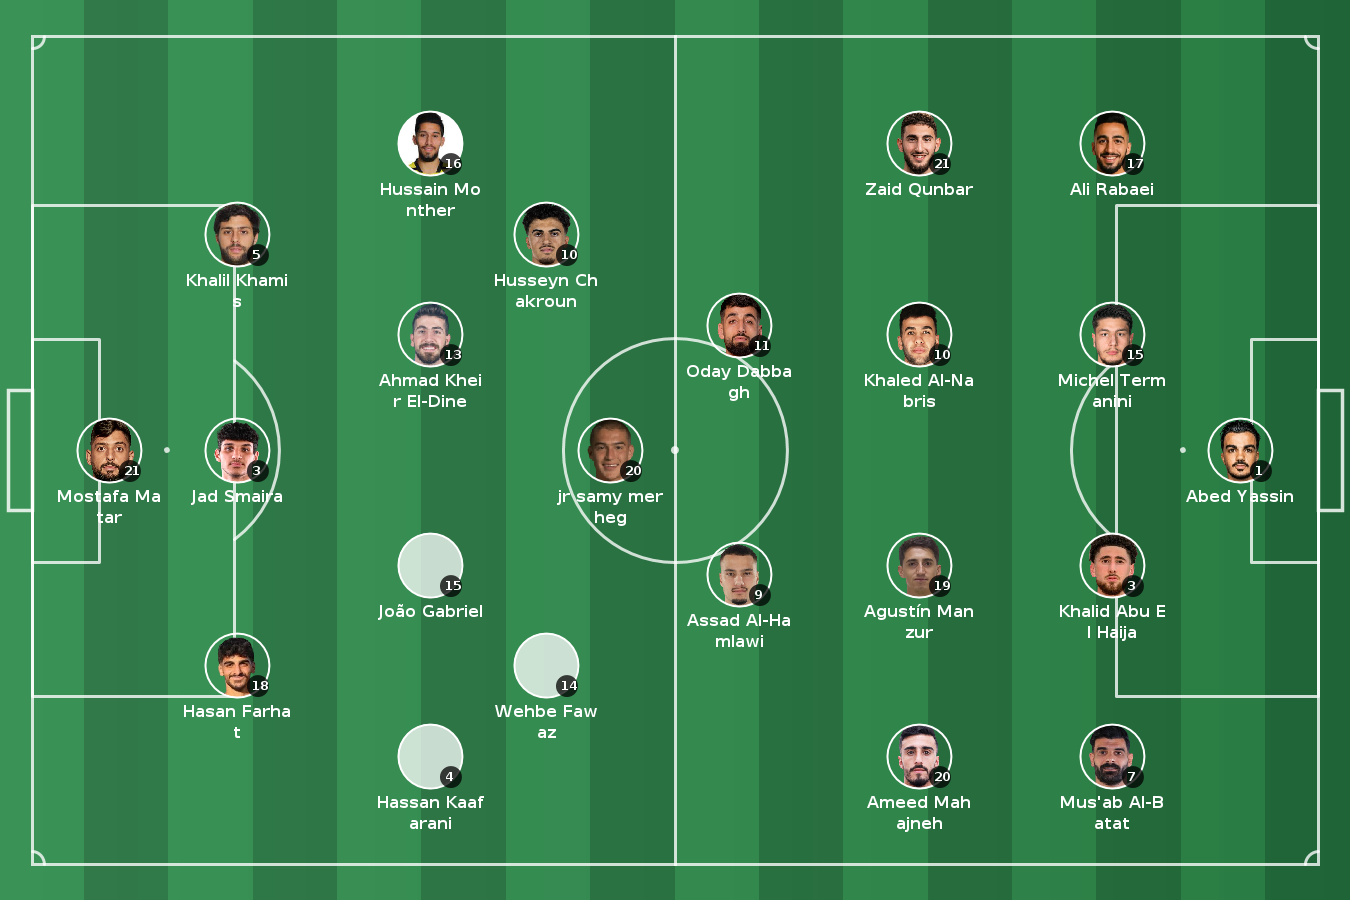 16
Hussain Mo
nther
21
Zaid Qunbar
17
Ali Rabaei
5
Khalil Khami
s
10
Husseyn Ch
akroun
13
Ahmad Khei
r El-Dine
11
Oday Dabba
gh
10
Khaled Al-Na
bris
15
Michel Term
anini
21
Mostafa Ma
tar
3
Jad Smaira
20
jr samy mer
heg
1
Abed Yassin
15
João Gabriel
9
Assad Al-Ha
mlawi
19
Agustín Man
zur
3
Khalid Abu E
l Haija
18
Hasan Farha
t
14
Wehbe Faw
az
4
Hassan Kaaf
arani
20
Ameed Mah
ajneh
7
Mus'ab Al-B
atat